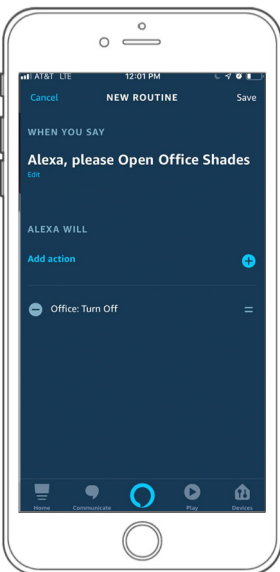 AT&T LTE 12:01 PM
Cancel NEW ROUTINE Save
WHEN YOU SAY
Alexa, please Open Office Shades
Edit
ALEXA WILL
Add action
Office: Turn Off
Home Communicate Play Devices